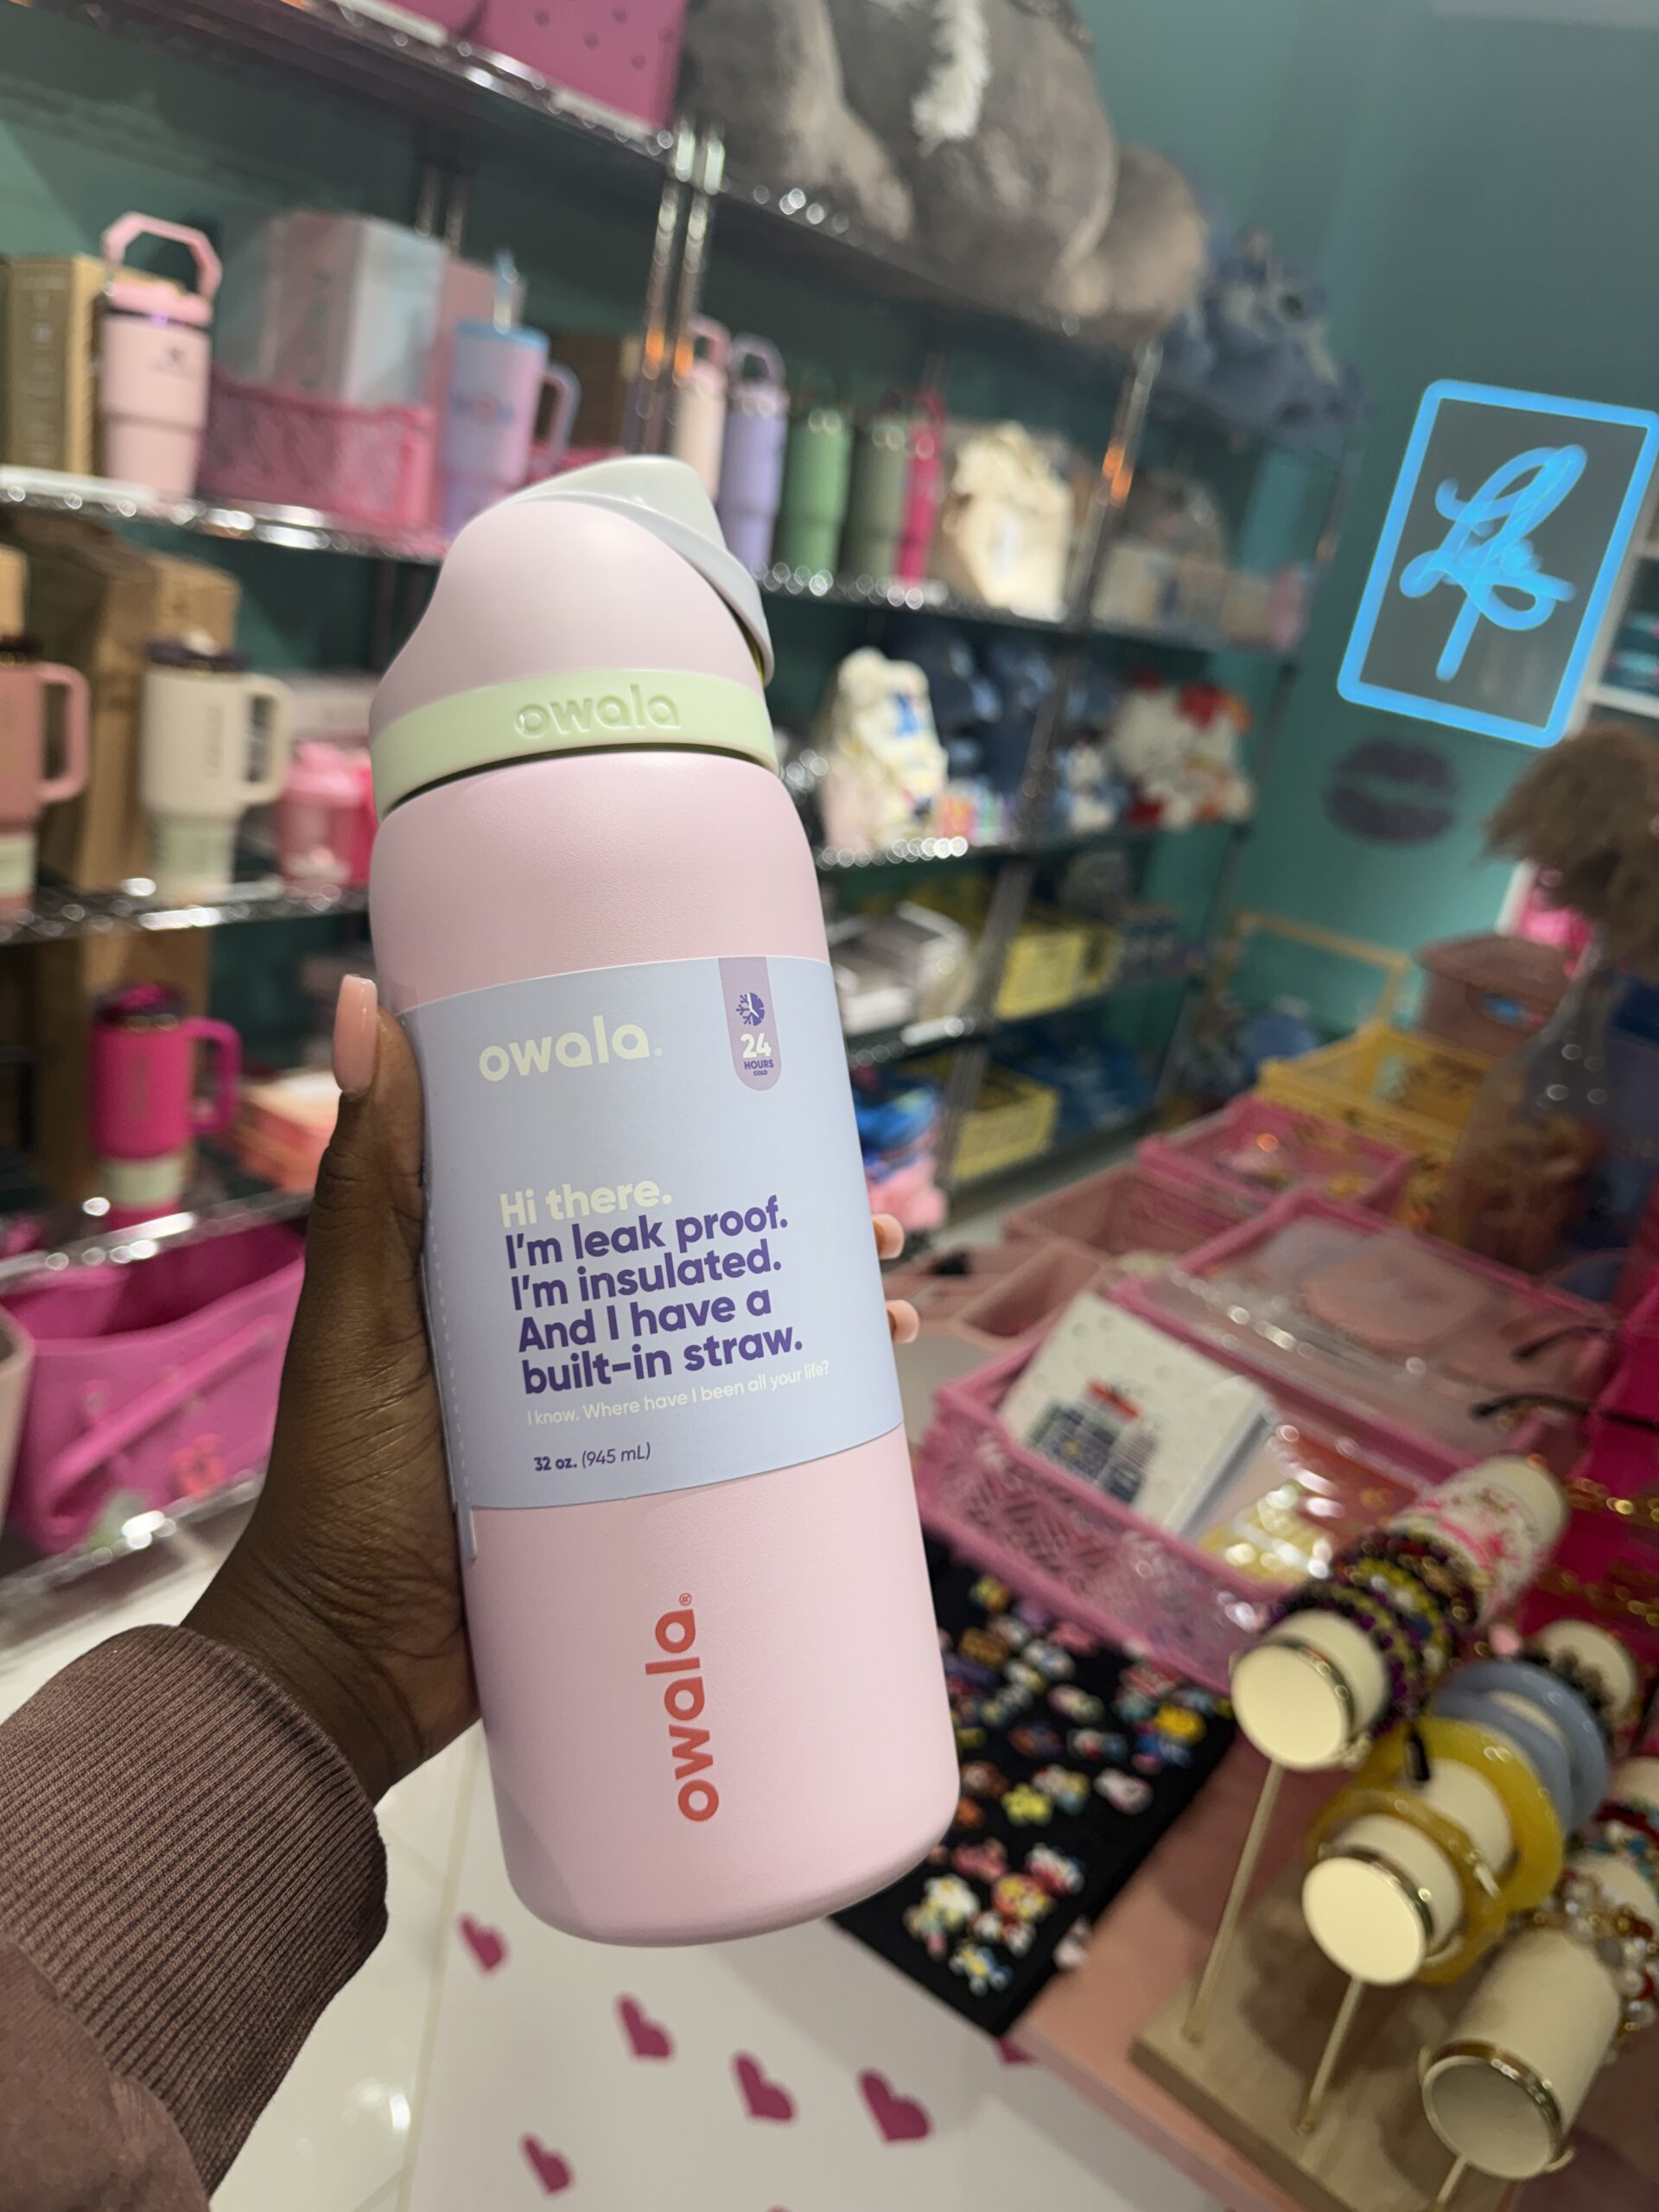 owala
owala.
24
HOURS
COLD
Hi there.
I'm leak proof.
I'm insulated.
And I have a
built-in straw.
I know. Where have I been all your life?
32 oz. (945 mL)
owala®